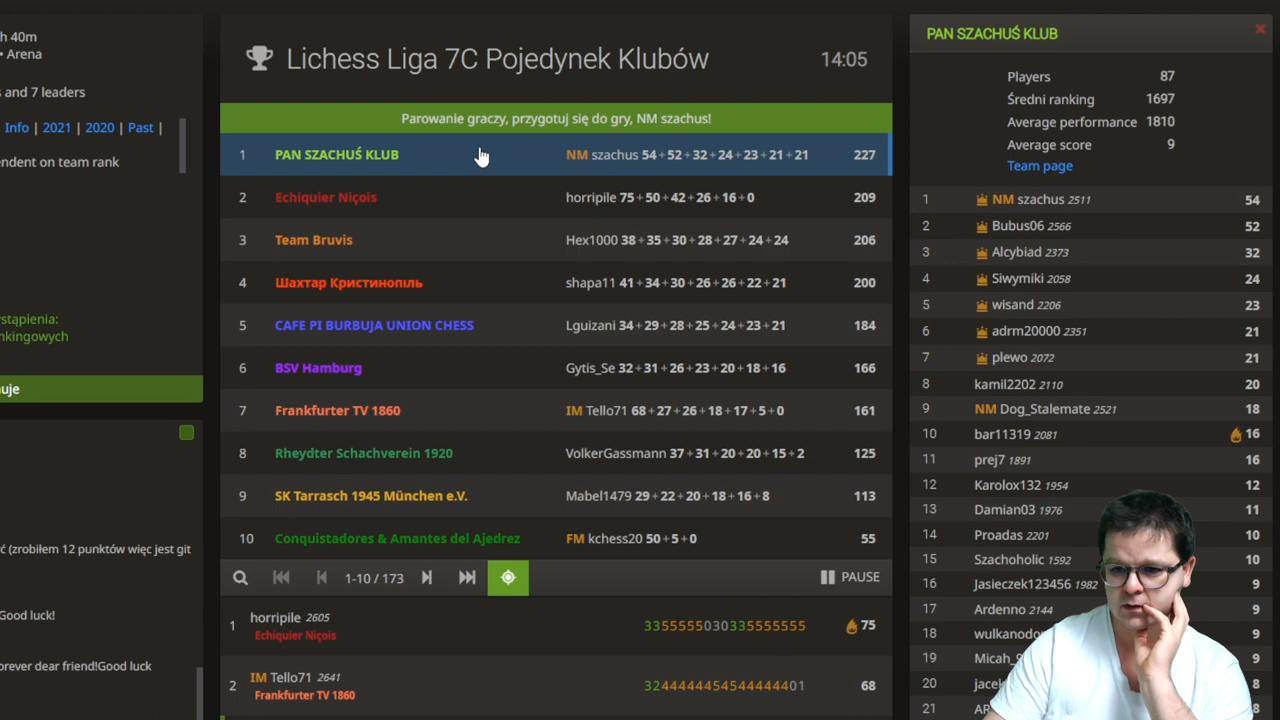 h 40m
• Arena
s and 7 leaders
Info | 2021 | 2020 | Past |
endent on team rank
ystąpienia:
nkingowych
uje
ć (zrobiłem 12 punktów więc jest git
Good luck!
orever dear friend!Good luck
Lichess Liga 7C Pojedynek Klubów 14:05
Parowanie graczy, przygotuj się do gry, NM szachus!
1 PAN SZACHUŚ KLUB NM szachus 54+52+32+24+23+21+21 227
2 Echiquier Niçois horripile 75+50+42+26+16+0 209
3 Team Bruvis Hex1000 38+35+30+28+27+24+24 206
4 Шахтар Кристинопіль shapa11 41+34+30+26+26+22+21 200
5 CAFE PI BURBUJA UNION CHESS Lguizani 34+29+28+25+24+23+21 184
6 BSV Hamburg Gytis_Se 32+31+26+23+20+18+16 166
7 Frankfurter TV 1860 IM Tello71 68+27+26+18+17+5+0 161
8 Rheydter Schachverein 1920 VolkerGassmann 37+31+20+20+15+2 125
9 SK Tarrasch 1945 München e.V. Mabel1479 29+22+20+18+16+8 113
10 Conquistadores & Amantes del Ajedrez FM kchess20 50+5+0 55
1-10 / 173 PAUSE
1 horripile 2605 3355555030335555555 75
Echiquier Niçois
2 IM Tello71 2641 324444445454444401 68
Frankfurter TV 1860
PAN SZACHUŚ KLUB
Players 87
Średni ranking 1697
Average performance 1810
Average score 9
Team page
1 NM szachus 2511 54
2 Bubus06 2566 52
3 Alcybiad 2373 32
4 Siwymiki 2058 24
5 wisand 2206 23
6 adrm20000 2351 21
7 plewo 2072 21
8 kamil2202 2110 20
9 NM Dog_Stalemate 2521 18
10 bar11319 2081 16
11 prej7 1891 16
12 Karolox132 1954 12
13 Damian03 1976 11
14 Proadas 2201 10
15 Szachoholic 1592 10
16 Jasieczek123456 1982 9
17 Ardenno 2144 9
18 wulkanodo 9
19 Micah_ 9
20 jacek 8
21 AR 8